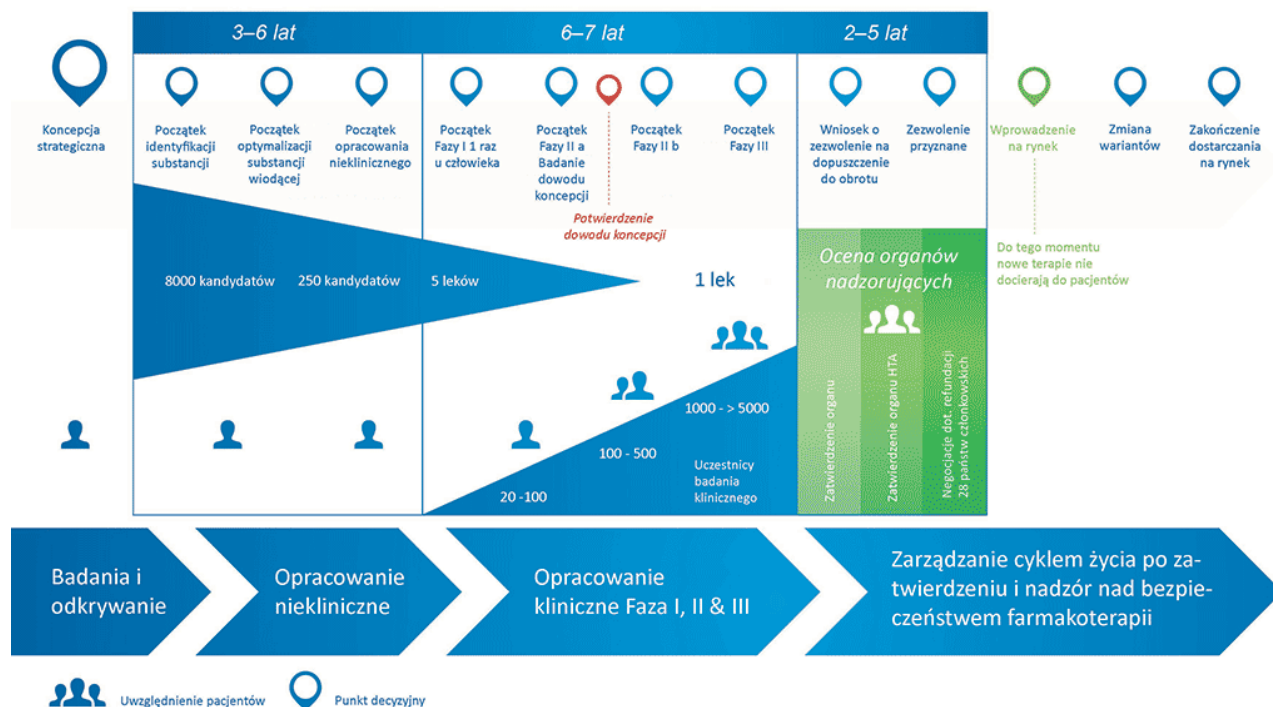 3–6 lat
6–7 lat
2–5 lat
Koncepcja
strategiczna
Początek
identyfikacji
substancji
Początek
optymalizacji
substancji
wiodącej
Początek
opracowania
nieklinicznego
Początek
Fazy I 1 raz
u człowieka
Początek
Fazy II a
Badanie
dowodu
koncepcji
Początek
Fazy II b
Początek
Fazy III
Wniosek o
zezwolenie na
dopuszczenie
do obrotu
Zezwolenie
przyznane
Wprowadzenie
na rynek
Zmiana
wariantów
Zakończenie
dostarczania
na rynek
Potwierdzenie
dowodu koncepcji
Do tego momentu
nowe terapie nie
docierają do pacjentów
8000 kandydatów
250 kandydatów
5 leków
1 lek
Ocena organów
nadzorujących
20 -100
100 - 500
1000 - > 5000
Uczestnicy
badania
klinicznego
Zatwierdzenie organu
Zatwierdzenie organu HTA
Negocjacje dot. refundacji
28 państw członkowskich
Badania i
odkrywanie
Opracowanie
niekliniczne
Opracowanie
kliniczne Faza I, II & III
Zarządzanie cyklem życia po za-
twierdzeniu i nadzór nad bezpie-
czeństwem farmakoterapii
Uwzględnienie pacjentów
Punkt decyzyjny